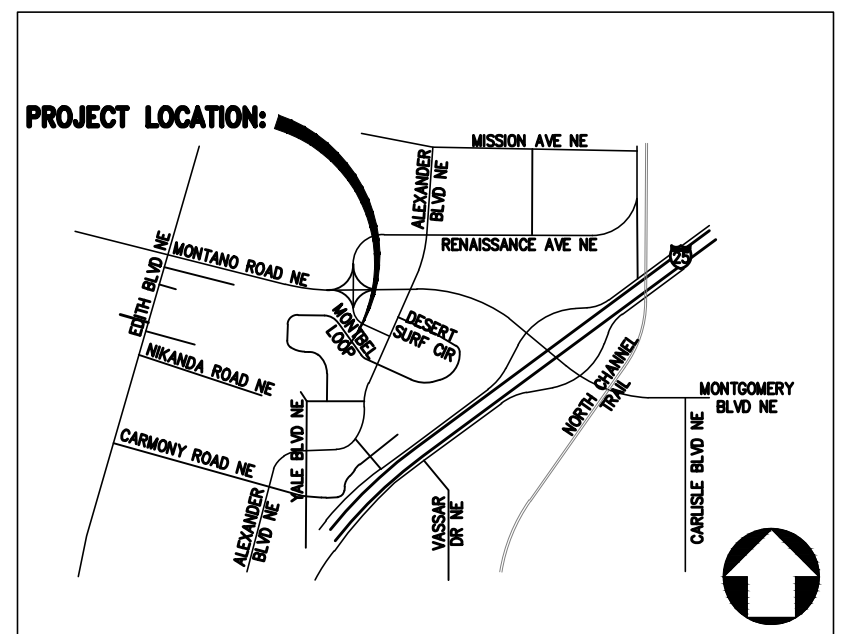 PROJECT LOCATION:
MISSION AVE NE
ALEXANDER
BLVD NE
RENAISSANCE AVE NE
25
EDITH BLVD NE
MONTANO ROAD NE
MONTBEL
LOOP
DESERT
SURF CIR
NIKANDA ROAD NE
NORTH CHANNEL
TRAIL
MONTGOMERY
BLVD NE
CARMONY ROAD NE
YALE BLVD NE
ALEXANDER
BLVD NE
VASSAR
DR NE
CARLISLE BLVD NE